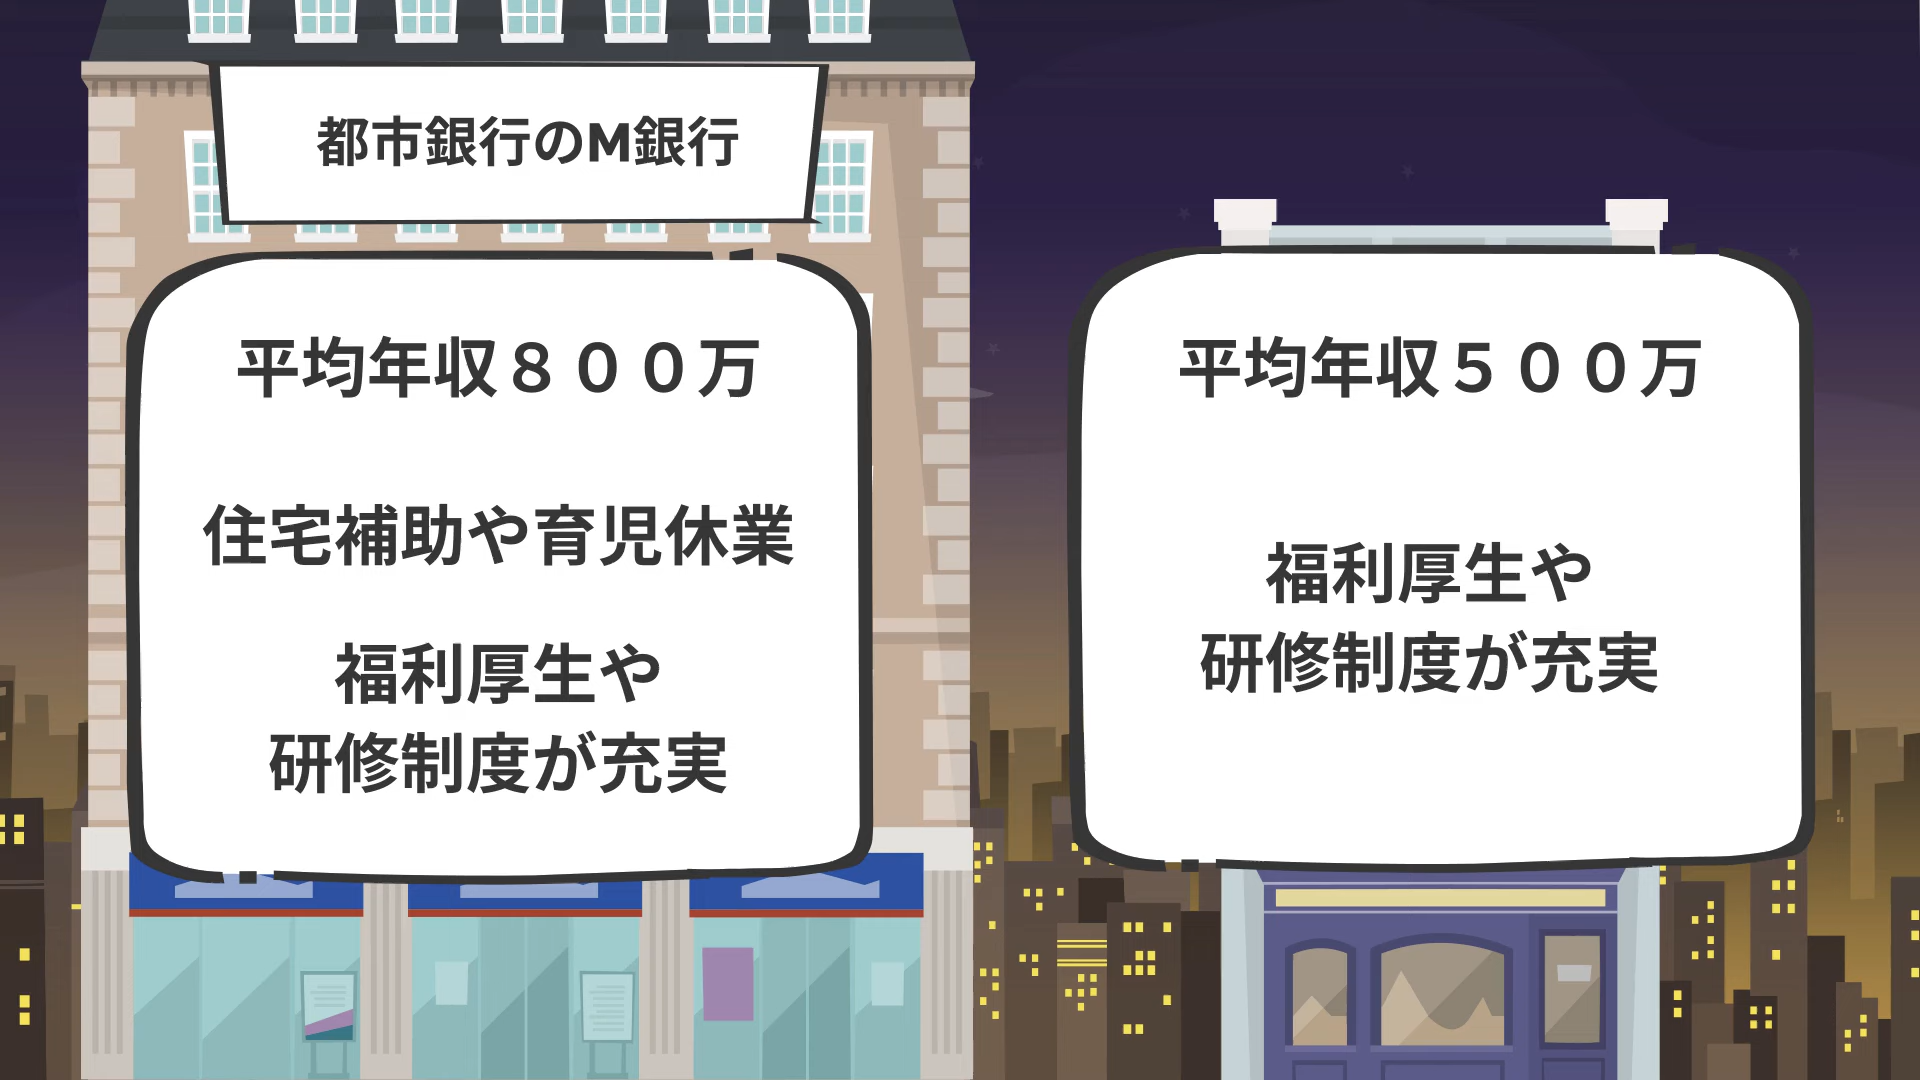 都市銀行のM銀行
平均年収８００万
住宅補助や育児休業
福利厚生や
研修制度が充実
平均年収５００万
福利厚生や
研修制度が充実